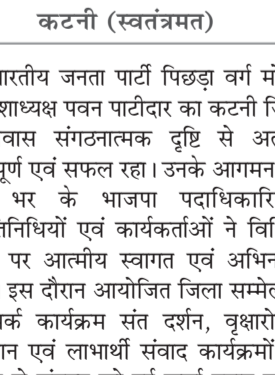 कटनी (स्वतंत्रमत)
ारतीय जनता पार्टी पिछड़ा वर्ग मो
शाध्यक्ष पवन पाटीदार का कटनी जि
वास संगठनात्मक दृष्टि से अत
पूर्ण एवं सफल रहा। उनके आगमन
भर के भाजपा पदाधिकारि
तिनिधियों एवं कार्यकर्ताओं ने विि
पर आत्मीय स्वागत एवं अभिन
इस दौरान आयोजित जिला सम्मेल
र्क कार्यक्रम संत दर्शन, वृक्षारो
ान एवं लाभार्थी संवाद कार्यक्रमों